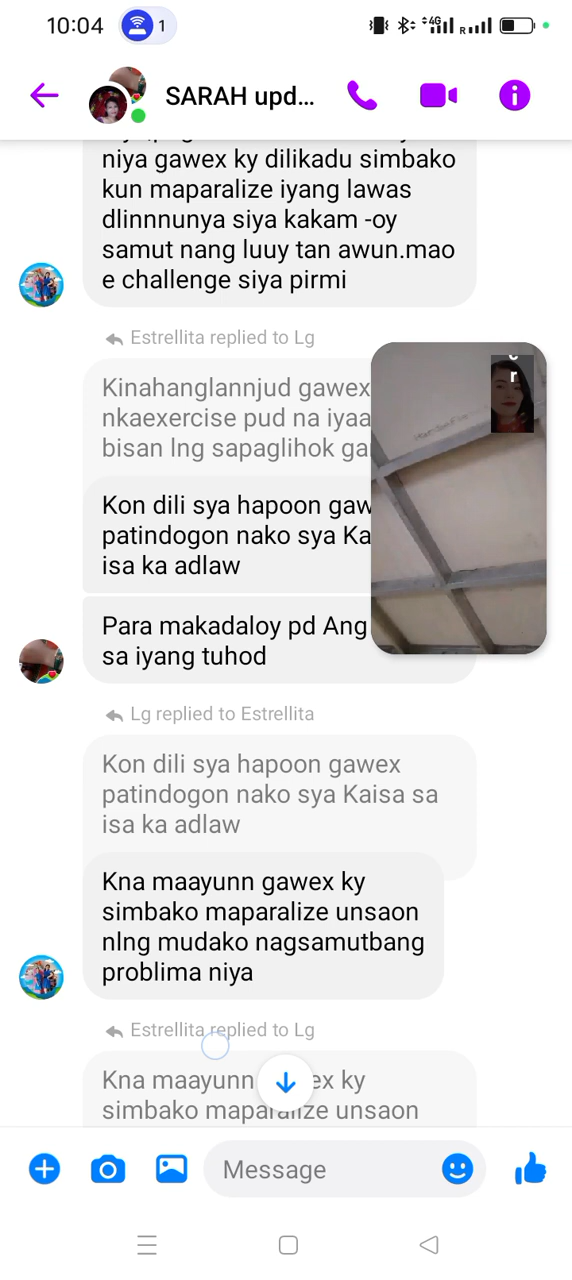 10:04
1
4G
R
SARAH upd...
niya gawex ky dilikadu simbako
kun maparalize iyang lawas
dlinnnunya siya kakam -oy
samut nang luuy tan awun.mao
e challenge siya pirmi
Estrellita replied to Lg
Kinahanglannjud gawex
nkaexercise pud na iyaa
bisan lng sapaglihok
Kon dili sya hapoon
patindogon nako sya Ka
isa ka adlaw
Para makadaloy pd Ang
sa iyang tuhod
Lg replied to Estrellita
Kon dili sya hapoon gawex
patindogon nako sya Kaisa sa
isa ka adlaw
Kna maayunn gawex ky
simbako maparalize unsaon
nlng mudako nagsamutbang
problima niya
Estrellita replied to Lg
Kna maayunn ex ky
simbako maparalize unsaon
Message